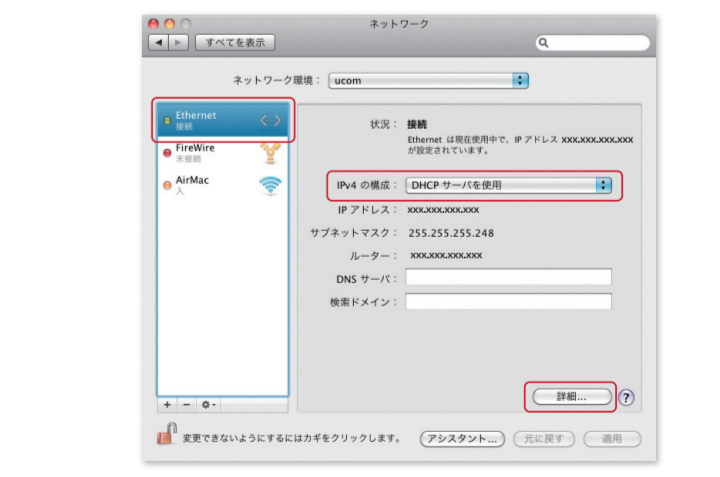 ネットワーク
すべてを表示
ネットワーク環境： ucom
Ethernet
接続
FireWire
未接続
AirMac
入
状況： 接続
Ethernet は現在使用中で、IP アドレス xxx.xxx.xxx.xxx
が設定されています。
IPv4 の構成： DHCP サーバを使用
IP アドレス： xxx.xxx.xxx.xxx
サブネットマスク： 255.255.255.248
ルーター： xxx.xxx.xxx.xxx
DNS サーバ：
検索ドメイン：
詳細... ?
+ −
変更できないようにするにはカギをクリックします。
アシスタント... 元に戻す 適用